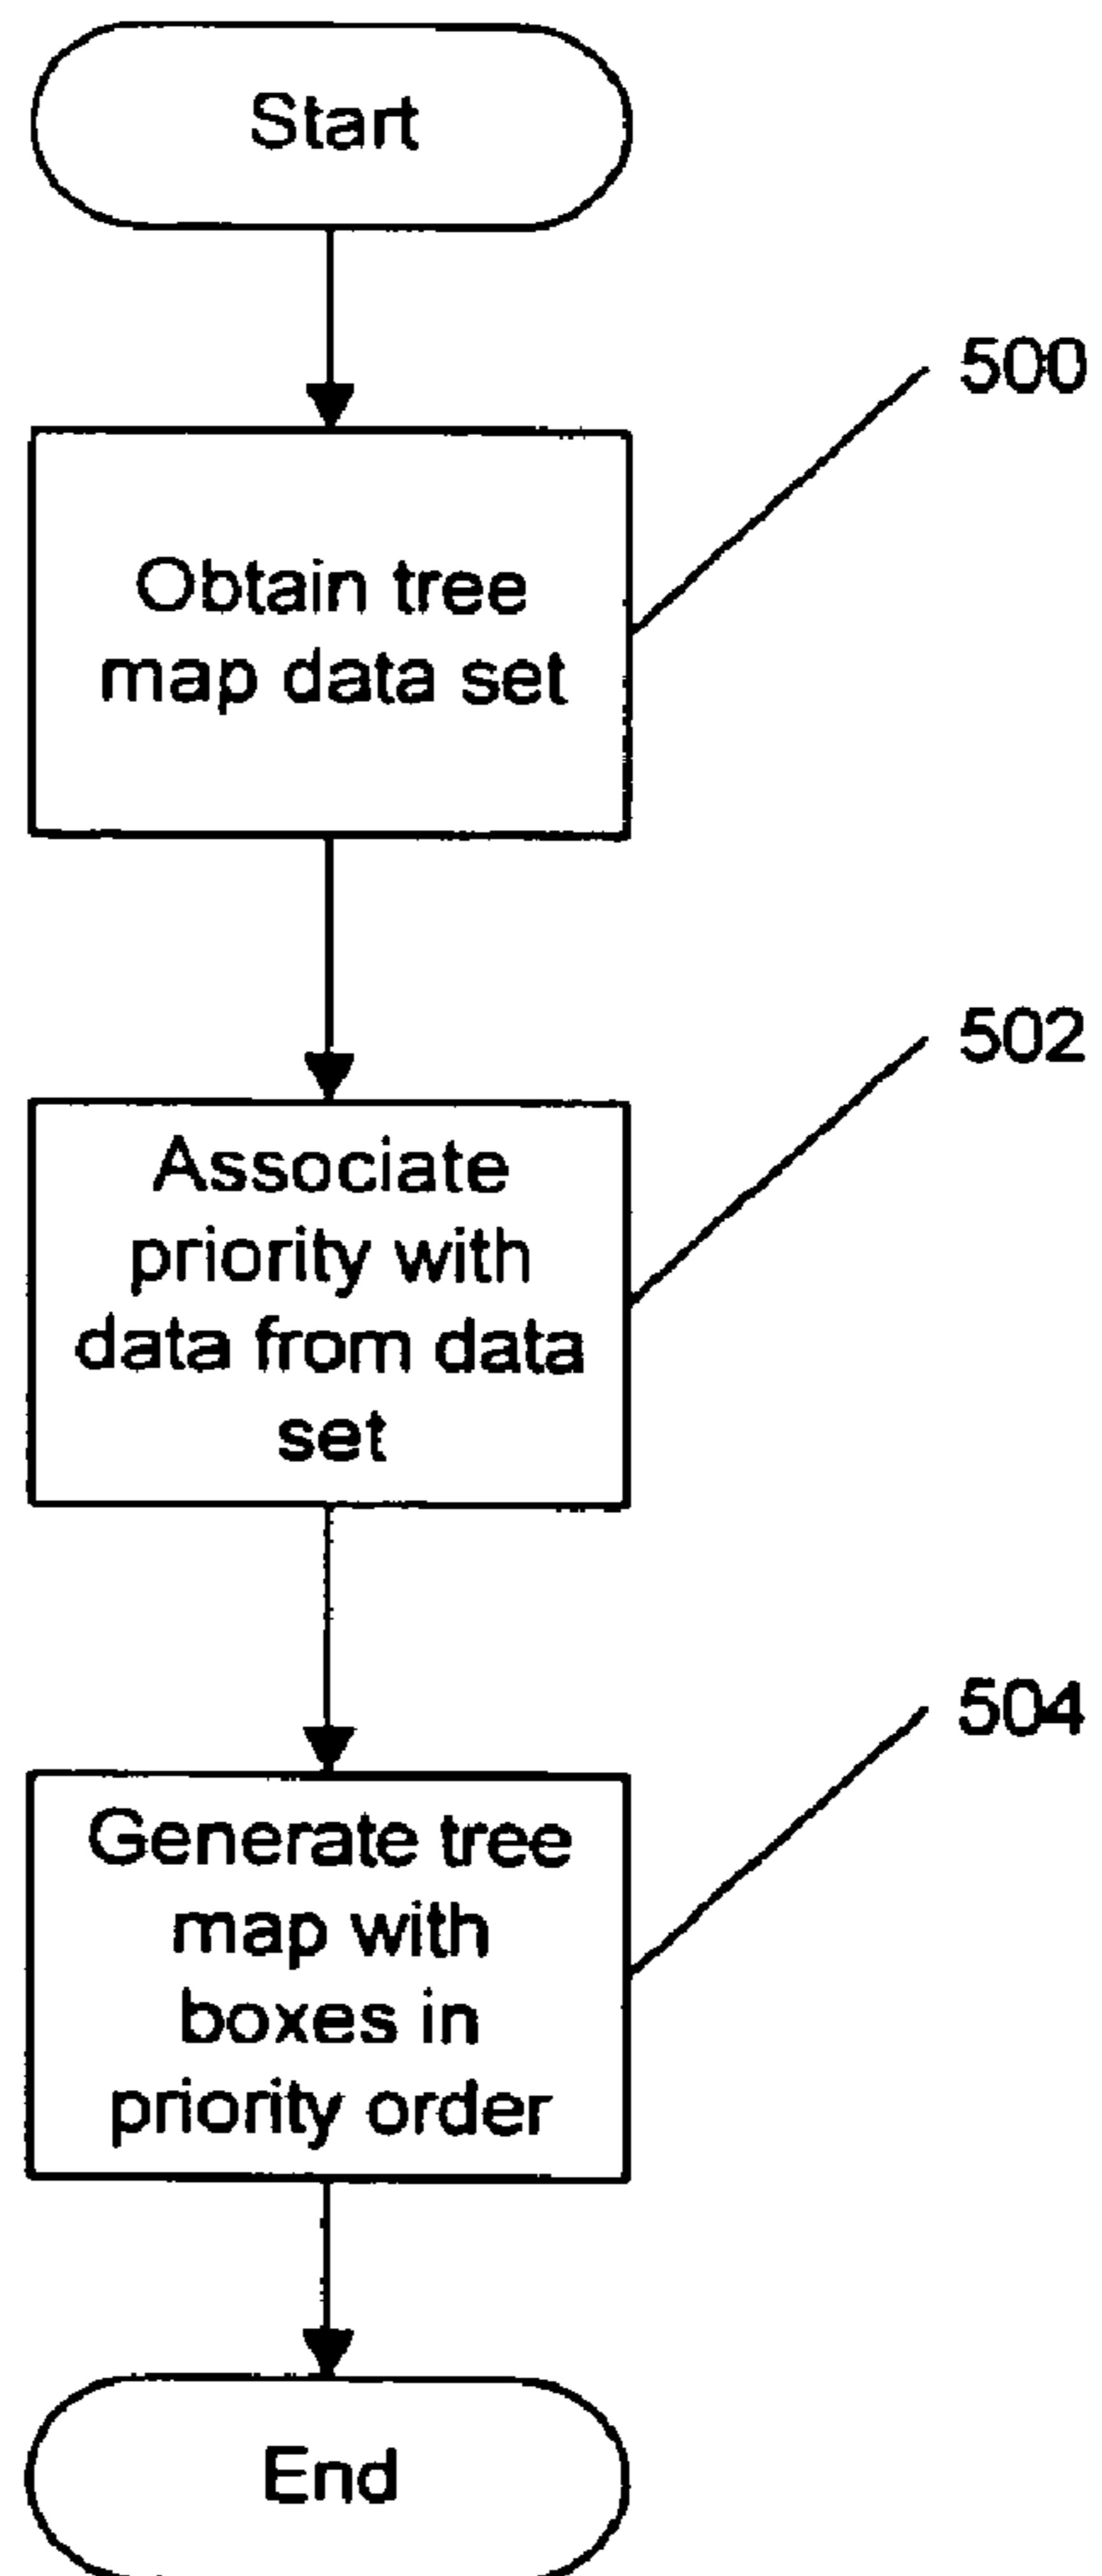 Start
500
Obtain tree
map data set
502
Associate
priority with
data from data
set
504
Generate tree
map with
boxes in
priority order
End